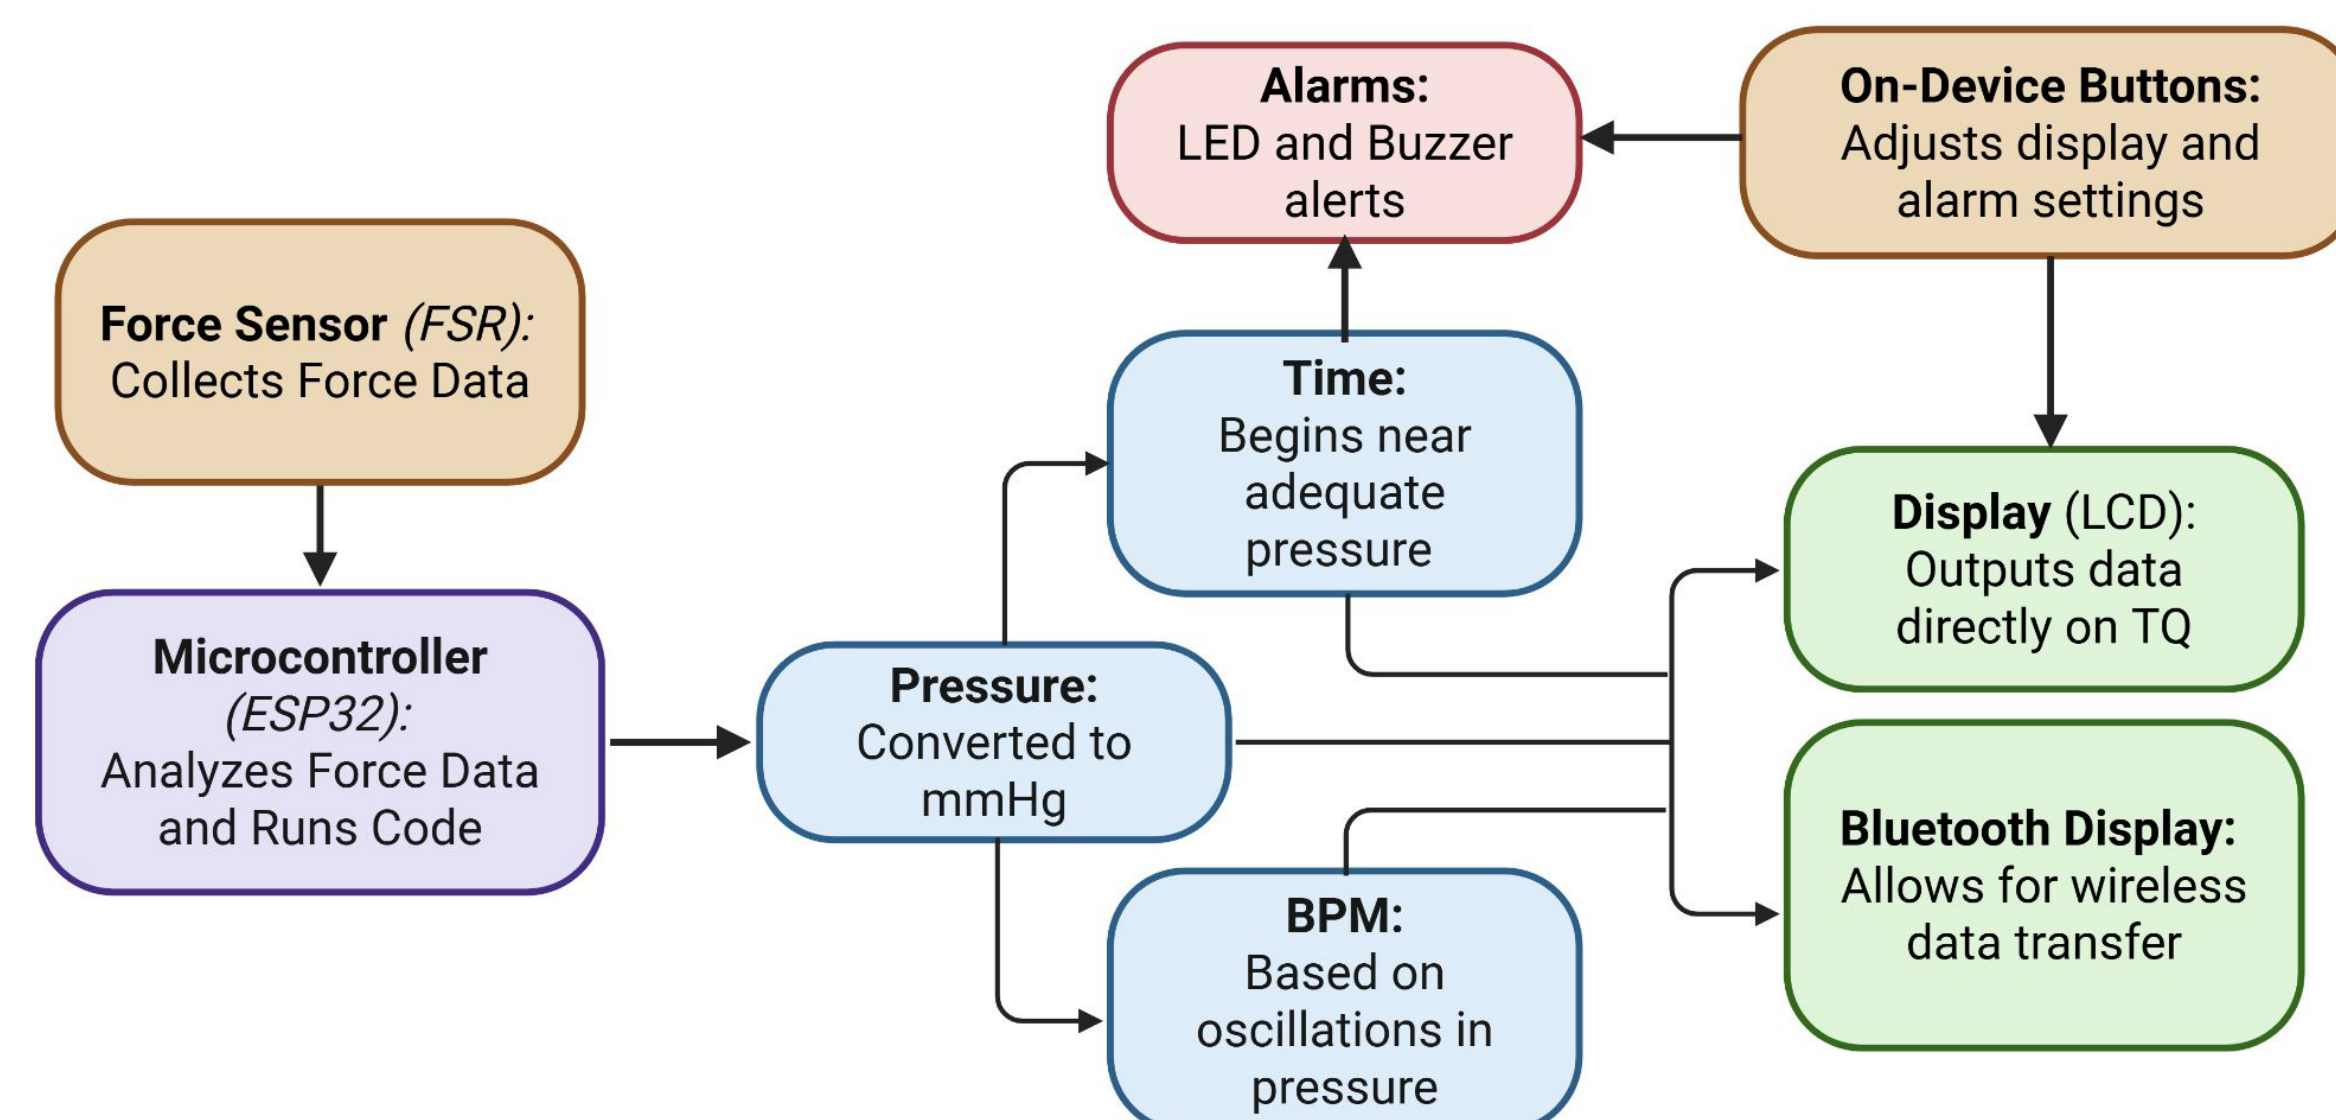 Alarms:
LED and Buzzer
alerts
On-Device Buttons:
Adjusts display and
alarm settings
Force Sensor (FSR):
Collects Force Data
Time:
Begins near
adequate
pressure
Display (LCD):
Outputs data
directly on TQ
Microcontroller
(ESP32):
Analyzes Force Data
and Runs Code
Pressure:
Converted to
mmHg
Bluetooth Display:
Allows for wireless
data transfer
BPM:
Based on
oscillations in
pressure